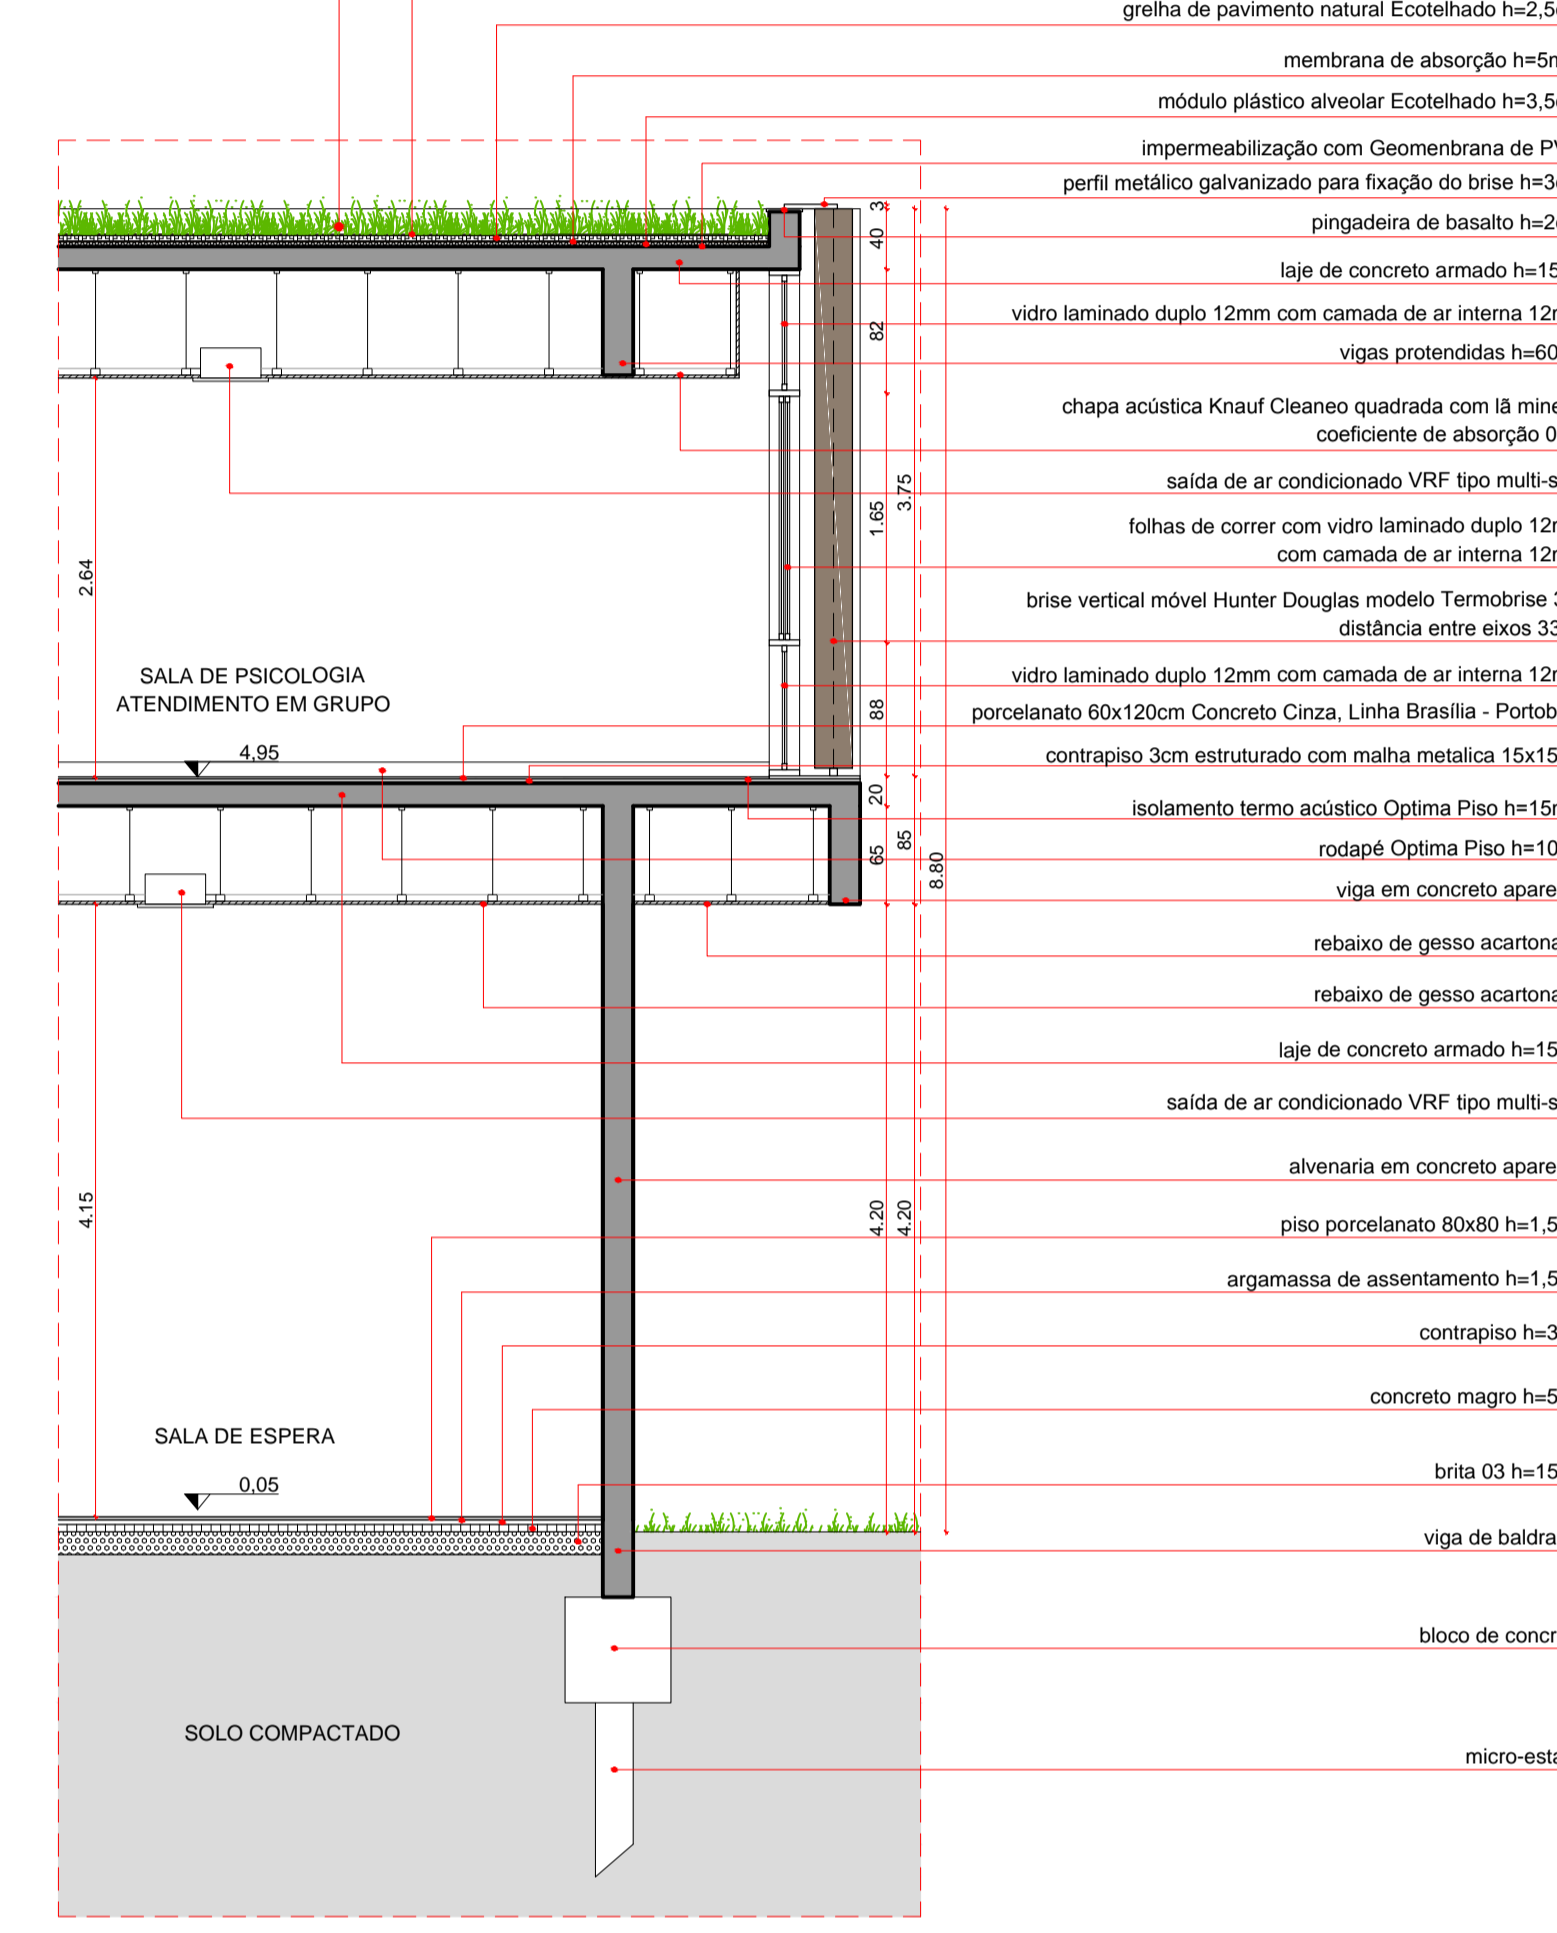 grelha de pavimento natural Ecotelhado h=2,5
membrana de absorção h=5
módulo plástico alveolar Ecotelhado h=3,5
impermeabilização com Geomenbrana de P
perfil metálico galvanizado para fixação do brise h=3
3
pingadeira de basalto h=2
40
laje de concreto armado h=15
vidro laminado duplo 12mm com camada de ar interna 12
82
vigas protendidas h=60
chapa acústica Knauf Cleaneo quadrada com lã mine
coeficiente de absorção 0
saída de ar condicionado VRF tipo multi-s
3.75
1.65
folhas de correr com vidro laminado duplo 12
com camada de ar interna 12
2.64
brise vertical móvel Hunter Douglas modelo Termobrise 3
distância entre eixos 33
SALA DE PSICOLOGIA
ATENDIMENTO EM GRUPO
vidro laminado duplo 12mm com camada de ar interna 12
88
porcelanato 60x120cm Concreto Cinza, Linha Brasília - Portob
4,95
contrapiso 3cm estruturado com malha metalica 15x15
20
isolamento termo acústico Optima Piso h=15
85
65
8.80
rodapé Optima Piso h=10
viga em concreto apare
rebaixo de gesso acartona
rebaixo de gesso acartona
laje de concreto armado h=15
saída de ar condicionado VRF tipo multi-s
alvenaria em concreto apare
4.15
4.20
4.20
piso porcelanato 80x80 h=1,5
argamassa de assentamento h=1,5
contrapiso h=3
concreto magro h=5
SALA DE ESPERA
0,05
brita 03 h=15
viga de baldra
bloco de concr
SOLO COMPACTADO
micro-esta